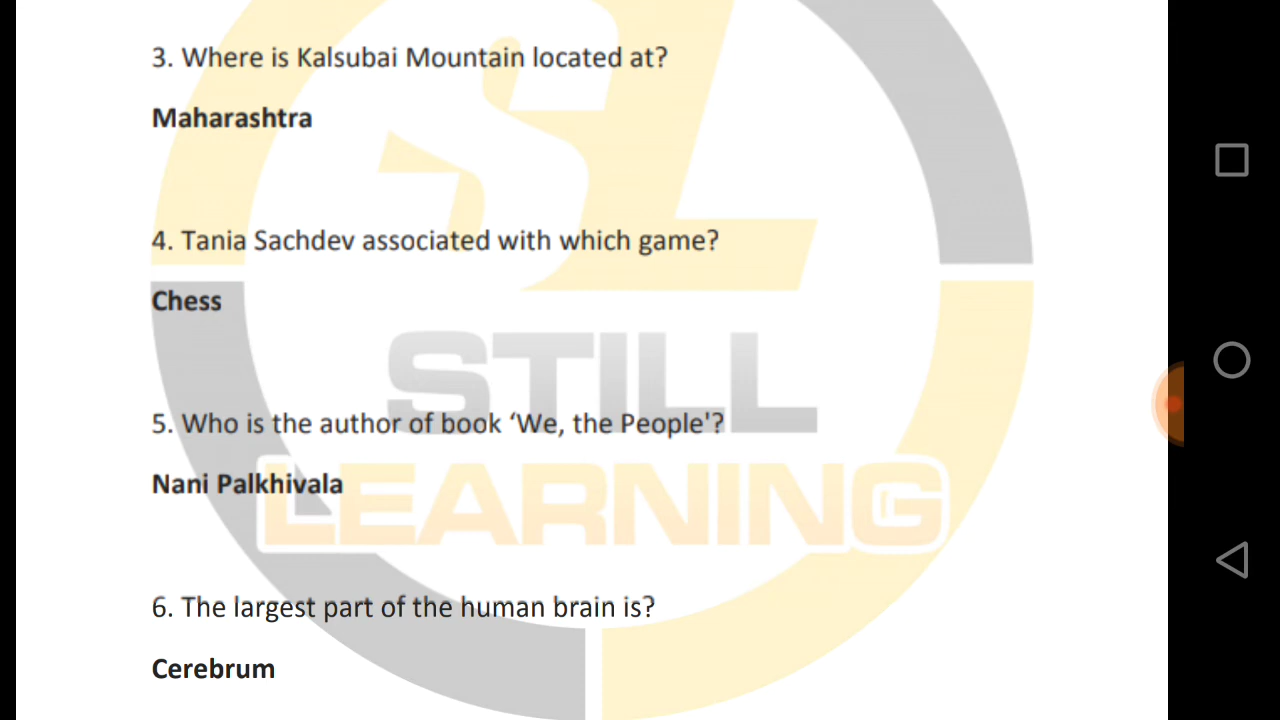 3. Where is Kalsubai Mountain located at?
Maharashtra
4. Tania Sachdev associated with which game?
Chess
5. Who is the author of book ‘We, the People'?
Nani Palkhivala
6. The largest part of the human brain is?
Cerebrum
SL
STILL
LEARNING